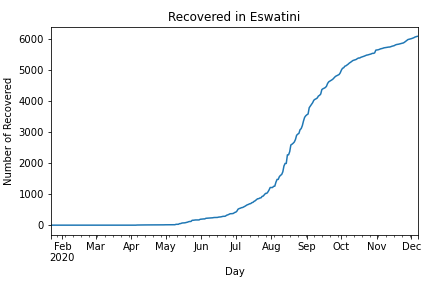 Recovered in Eswatini
Number of Recovered
6000
5000
4000
3000
2000
1000
0
Feb Mar Apr May Jun Jul Aug Sep Oct Nov Dec
2020
Day